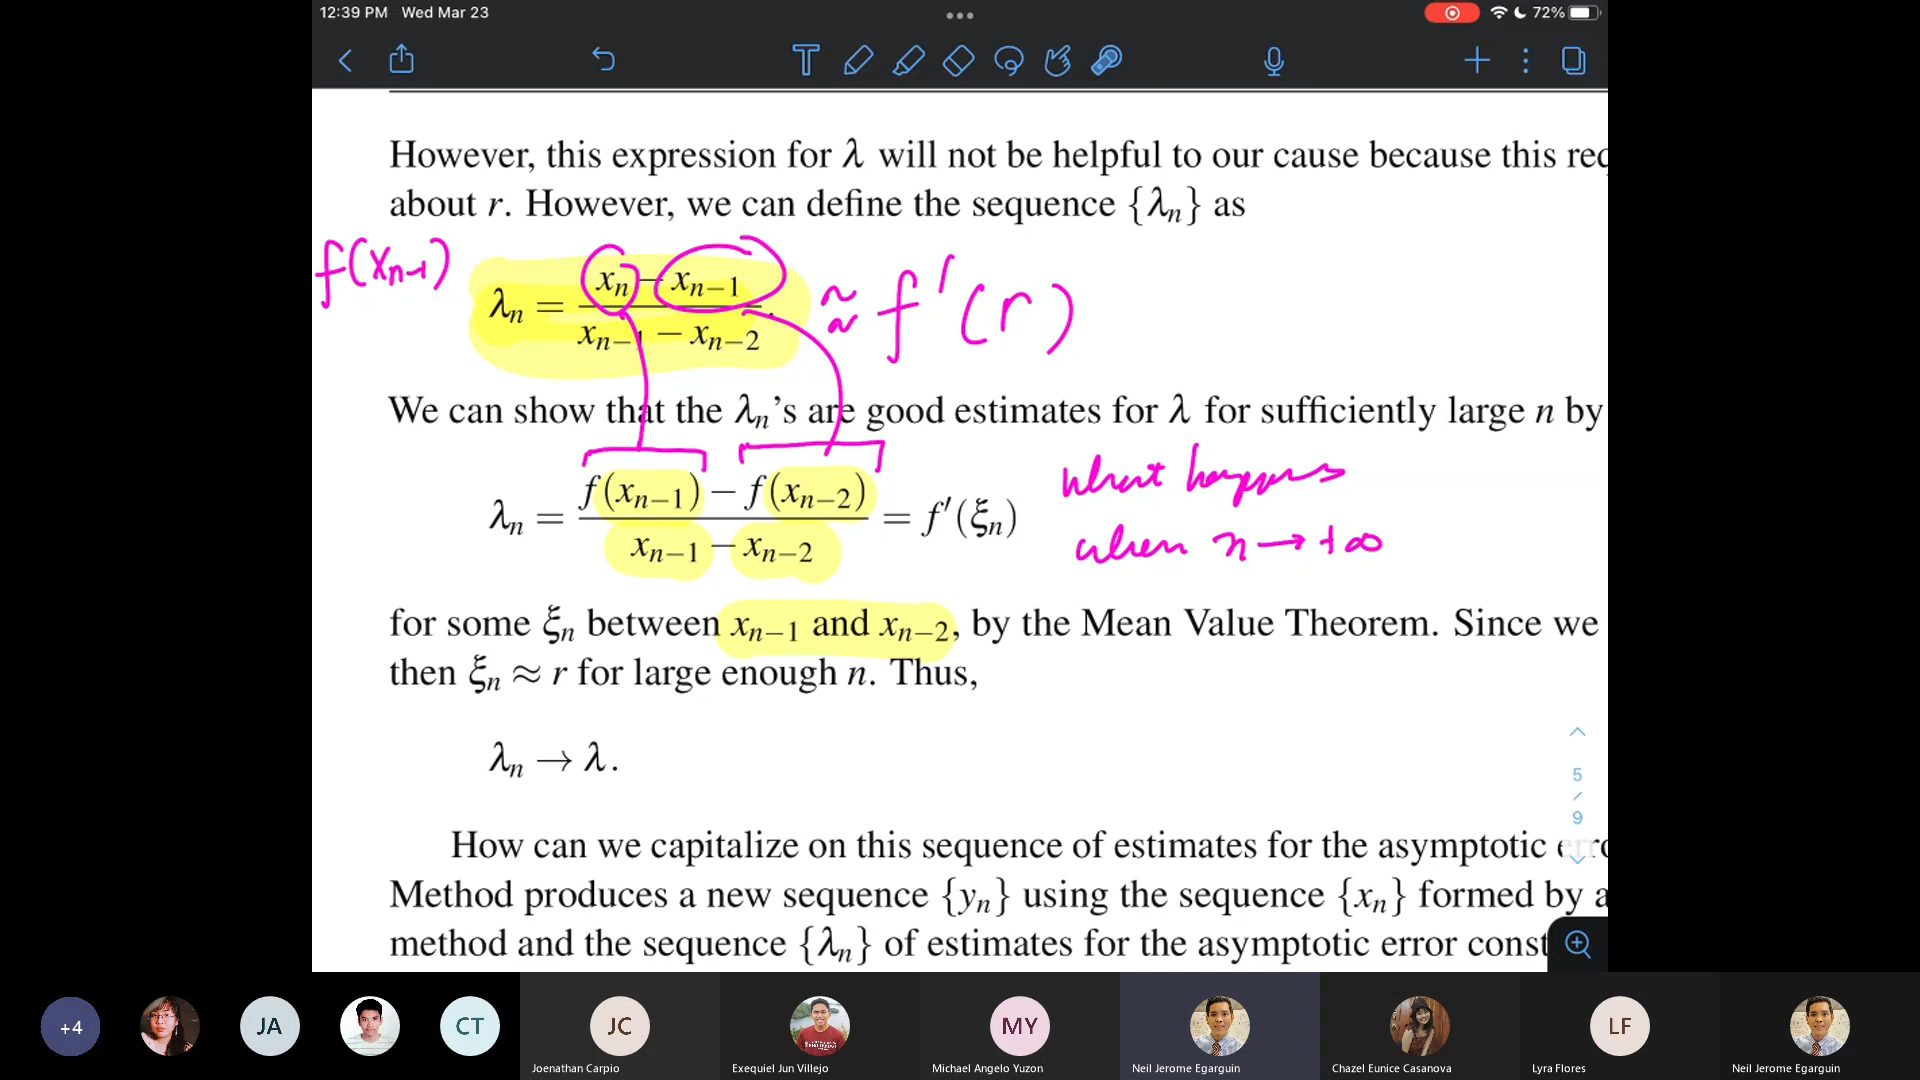 12:39 PM Wed Mar 23
72%
However, this expression for λ will not be helpful to our cause because this req
about r. However, we can define the sequence {λn} as
f(xn-1)
λn = xn − xn−1 / xn−1 − xn−2 . ≈ f'(r)
We can show that the λn's are good estimates for λ for sufficiently large n by
λn = f(xn−1) − f(xn−2) / xn−1 − xn−2 = f′(ξn)
what happens
when n → +∞
for some ξn between xn−1 and xn−2, by the Mean Value Theorem. Since we
then ξn ≈ r for large enough n. Thus,
λn → λ.
5
/
9
How can we capitalize on this sequence of estimates for the asymptotic erro
Method produces a new sequence {yn} using the sequence {xn} formed by a
method and the sequence {λn} of estimates for the asymptotic error const
+4
JA
CT
JC
MY
LF
Joenathan Carpio
Exequiel Jun Villejo
Michael Angelo Yuzon
Neil Jerome Egarguin
Chazel Eunice Casanova
Lyra Flores
Neil Jerome Egarguin